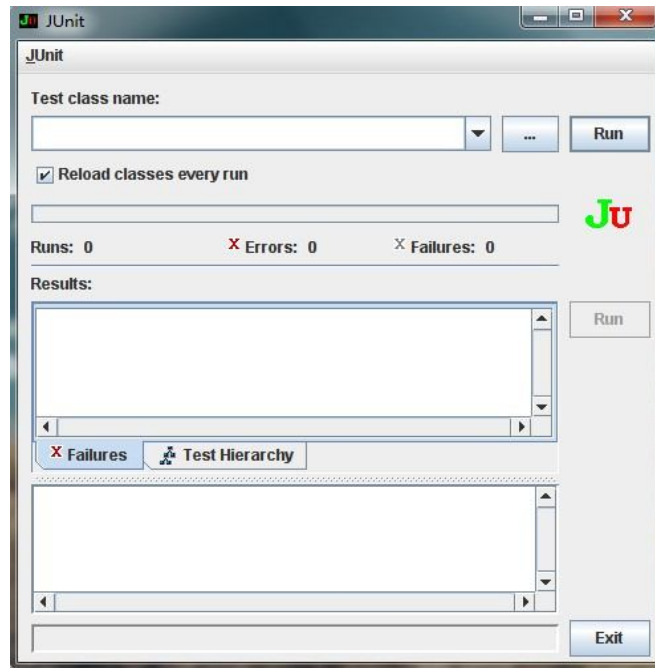 JU JUnit
JUnit
Test class name:
... Run
Reload classes every run
JU
Runs: 0 X Errors: 0 X Failures: 0
Results:
Run
X Failures Test Hierarchy
Exit